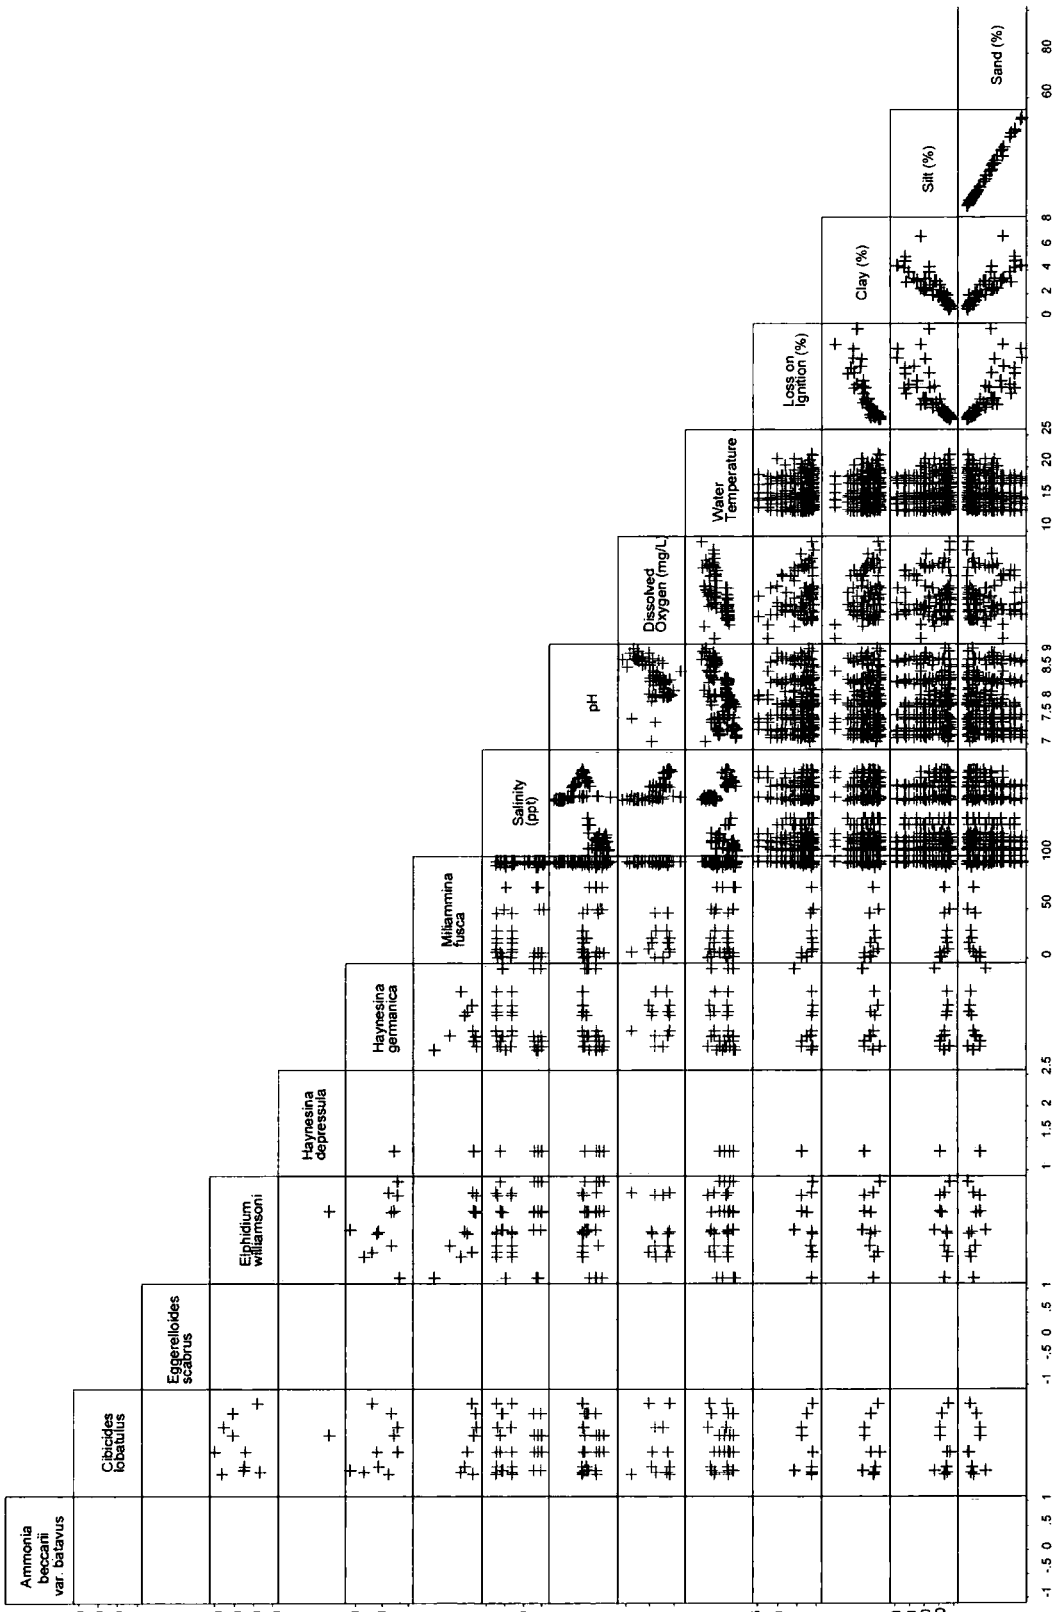 Ammonia
beccarii
var. batavus
Cibicides
lobatulus
Eggerelloides
scabrus
Elphidium
williamsoni
Haynesina
depressula
Haynesina
germanica
Miliammina
fusca
Salinity
(ppt)
pH
Dissolved
Oxygen (mg/L)
Water
Temperature
Loss on
Ignition (%)
Clay (%)
Silt (%)
Sand (%)
-1 -.5 0 .5 1
-1 -.5 0 .5 1
1 1.5 2 2.5
0 50 100
7 7.5 8 8.5 9
10 15 20 25
0 2 4 6 8
60 80